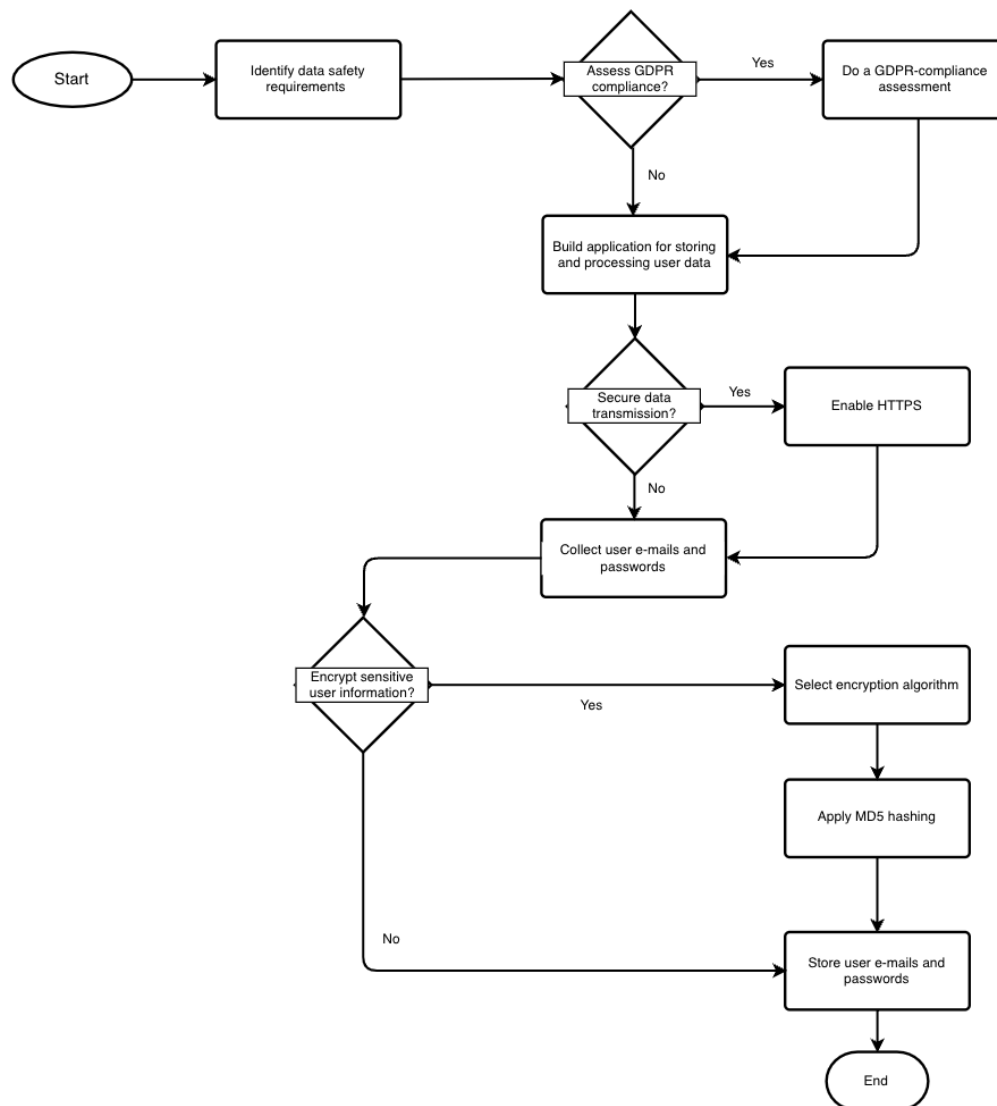 Start
Identify data safety
requirements
Assess GDPR
compliance?
Yes
Do a GDPR-compliance
assessment
No
Build application for storing
and processing user data
Secure data
transmission?
Yes
Enable HTTPS
No
Collect user e-mails and
passwords
Encrypt sensitive
user information?
Yes
Select encryption algorithm
Apply MD5 hashing
No
Store user e-mails and
passwords
End